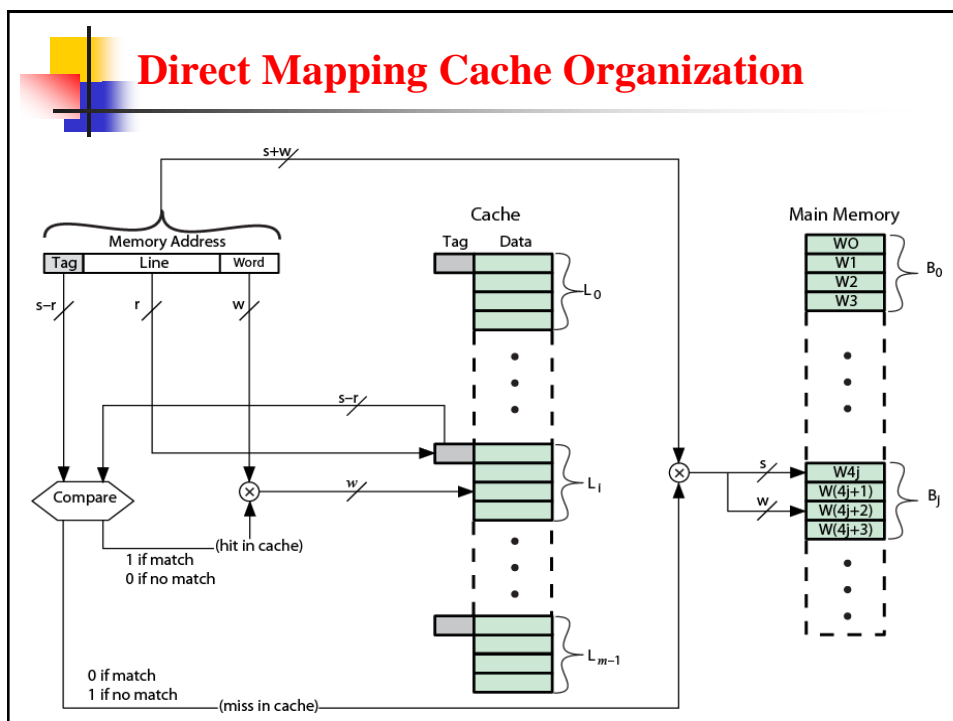 Direct Mapping Cache Organization
s+w
Cache
Main Memory
Memory Address
Tag Data
Tag Line Word
W0
W1
W2
W3
B0
L0
s–r
r
w
s–r
Compare
w
Li
s
w
W4j
W(4j+1)
W(4j+2)
W(4j+3)
Bj
(hit in cache)
1 if match
0 if no match
Lm–1
0 if match
1 if no match
(miss in cache)